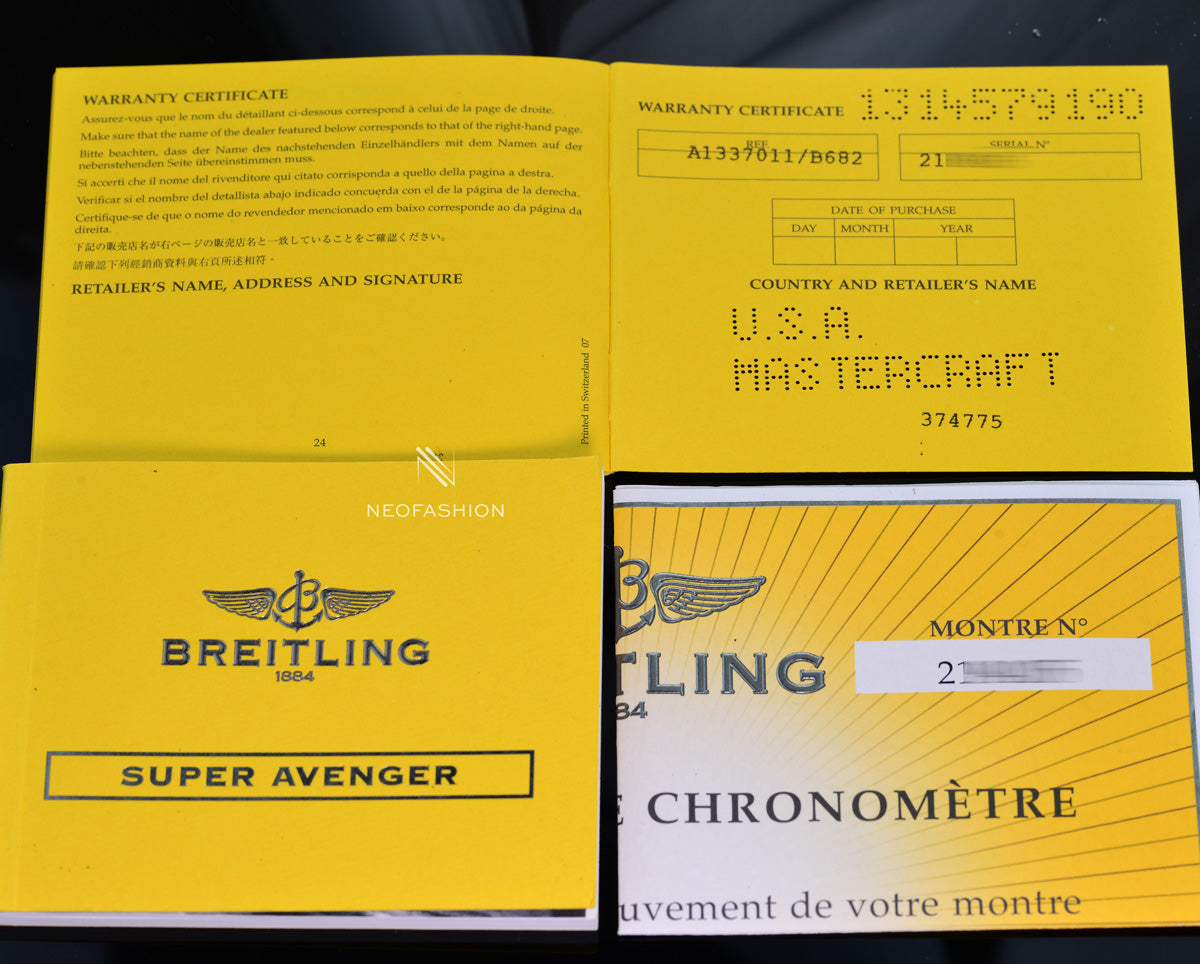 WARRANTY CERTIFICATE
Assurez-vous que le nom du détaillant ci-dessous correspond à celui de la page de droite.
Make sure that the name of the dealer featured below corresponds to that of the right-hand page.
Bitte beachten, dass der Name des nachstehenden Einzelhändlers mit dem Namen auf der
nebenstehenden Seite übereinstimmen muss.
Si accerti che il nome del rivenditore qui citato corrisponda a quello della pagina a destra.
Verificar si el nombre del detallista abajo indicado concuerda con el de la página de la derecha.
Certifique-se de que o nome do revendedor mencionado em baixo corresponde ao da página da
direita.
下記の販売店名が右ページの販売店名と一致していることをご確認ください。
請確認下列經銷商資料與右頁所述相符。
RETAILER'S NAME, ADDRESS AND SIGNATURE
24
Printed in Switzerland 07
WARRANTY CERTIFICATE 1314579190
REF.
A1337011/B682
SERIAL N°
21
DATE OF PURCHASE
DAY MONTH YEAR
COUNTRY AND RETAILER'S NAME
U.S.A.
MASTERCRAFT
374775
NEOFASHION
BREITLING
1884
SUPER AVENGER
TLING
84
MONTRE N°
21
E CHRONOMÈTRE
uvement de votre montre